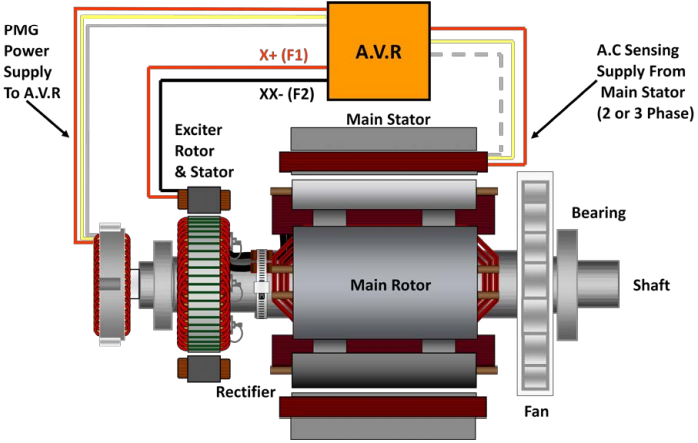 PMG
Power
Supply
To A.V.R
X+ (F1)
XX- (F2)
A.V.R
A.C Sensing
Supply From
Main Stator
(2 or 3 Phase)
Exciter
Rotor
& Stator
Main Stator
Bearing
Main Rotor
Shaft
Rectifier
Fan